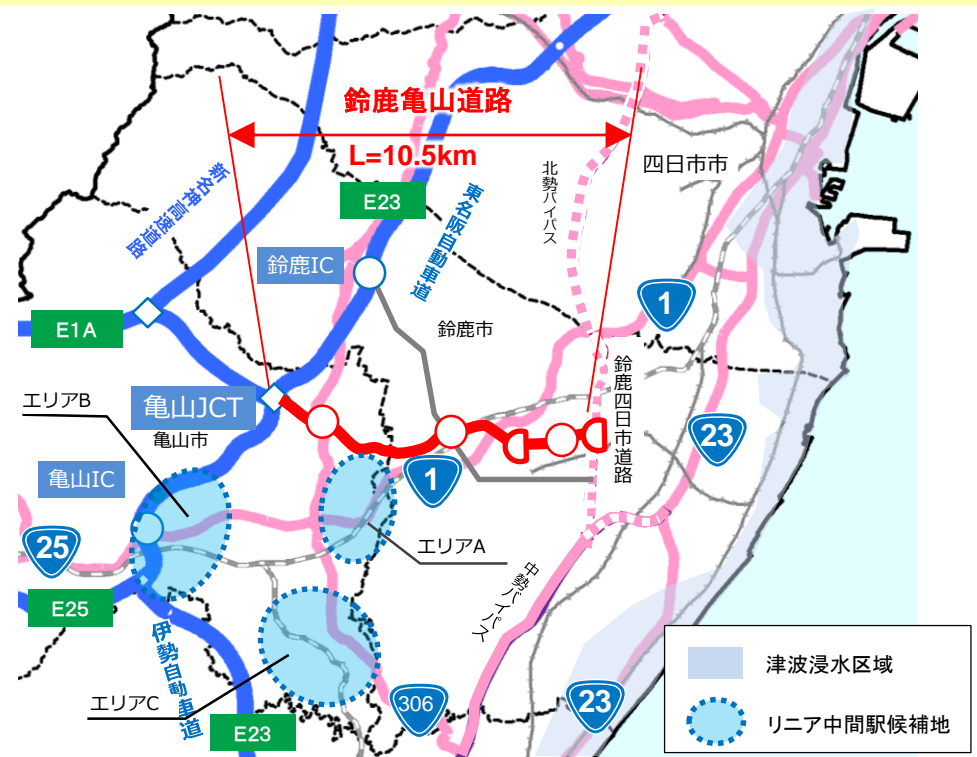 鈴鹿亀山道路
L=10.5km
四日市市
北勢バイパス
新名神高速道路
E23
東名阪自動車道
鈴鹿IC
1
E1A
鈴鹿市
鈴鹿四日市道路
エリアB
亀山JCT
亀山市
23
亀山IC
1
25
エリアA
E25
中勢バイパス
伊勢自動車道
津波浸水区域
エリアC
306
23
リニア中間駅候補地
E23